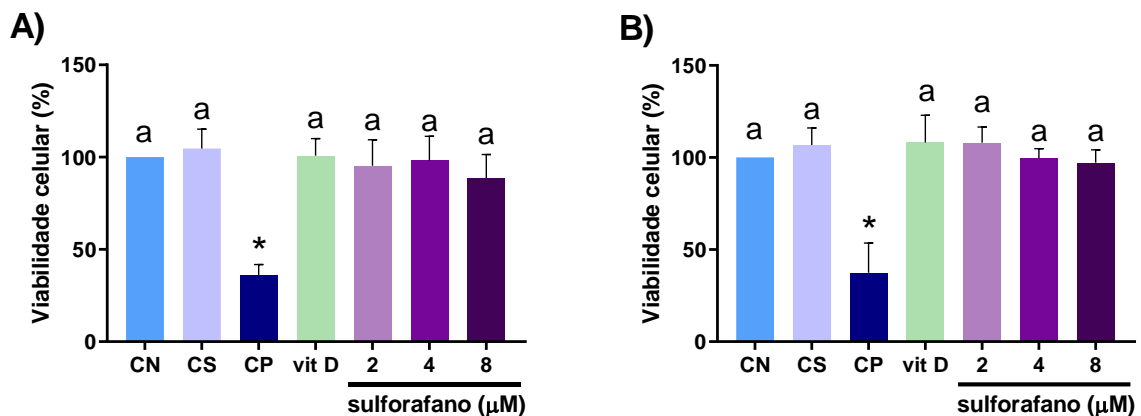 A)
Viabilidade celular (%)
150
100
50
0
a
a
*
a
a
a
a
CN CS CP vit D 2 4 8
sulforafano (μM)
B)
Viabilidade celular (%)
150
100
50
0
a
a
*
a
a
a
a
CN CS CP vit D 2 4 8
sulforafano (μM)